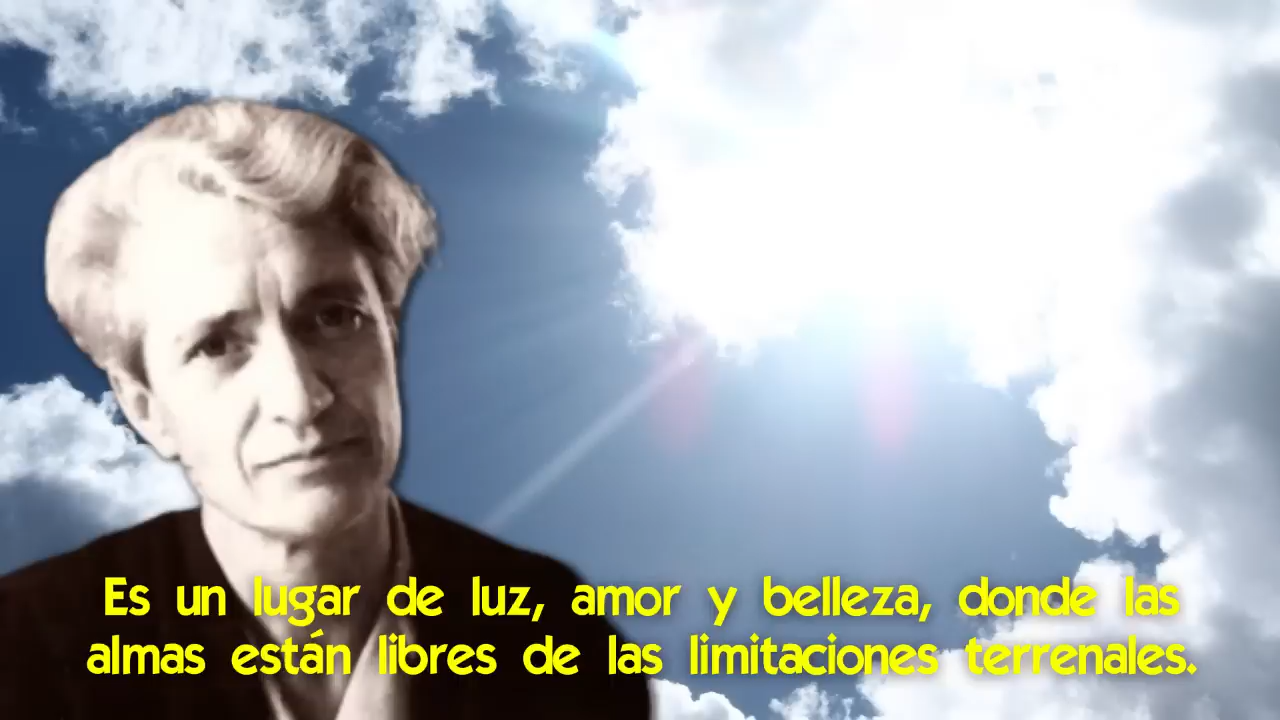 Es un lugar de luz, amor y belleza, donde las
almas están libres de las limitaciones terrenales.